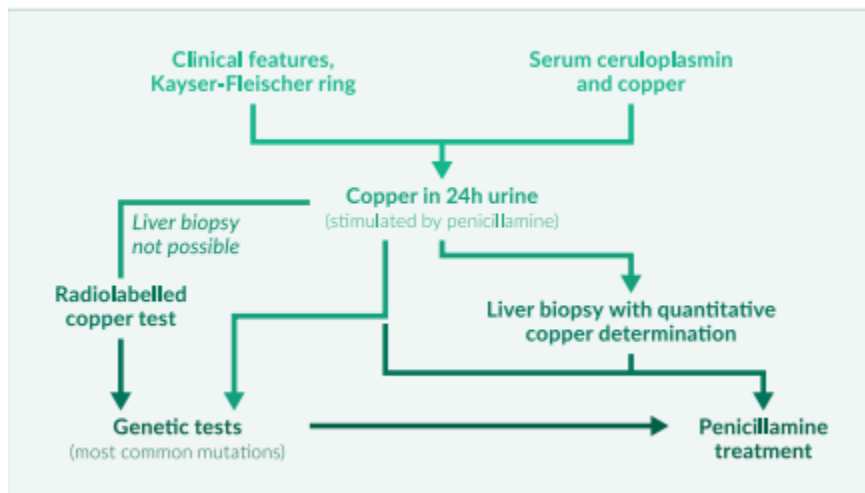 Clinical features,
Kayser-Fleischer ring
Serum ceruloplasmin
and copper
Copper in 24h urine
(stimulated by penicillamine)
Liver biopsy
not possible
Radiolabelled
copper test
Liver biopsy with quantitative
copper determination
Genetic tests
(most common mutations)
Penicillamine
treatment